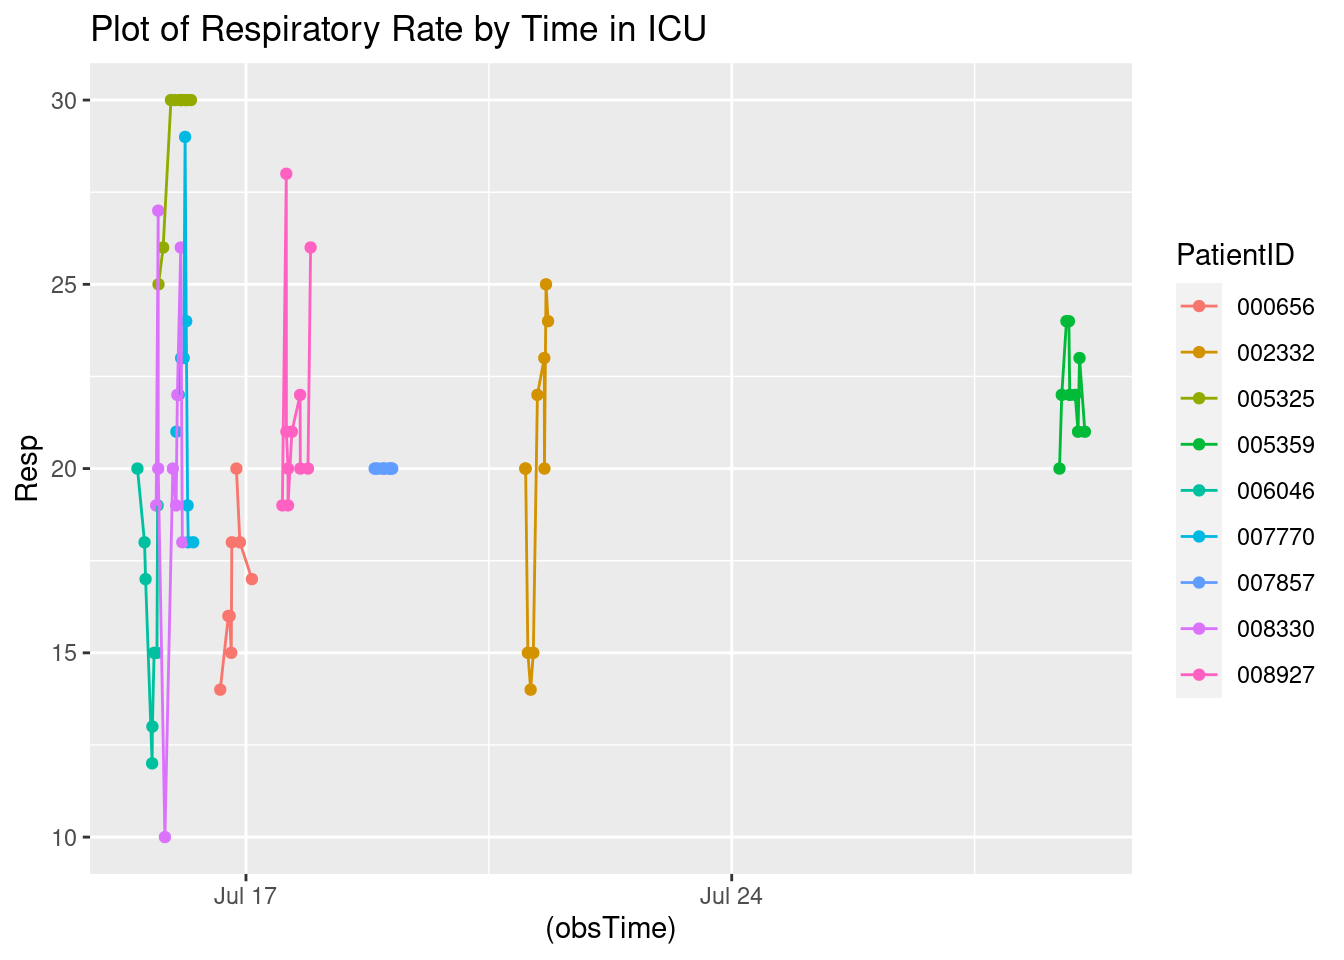 Plot of Respiratory Rate by Time in ICU
Resp
30
25
20
15
10
Jul 17
Jul 24
(obsTime)
PatientID
000656
002332
005325
005359
006046
007770
007857
008330
008927